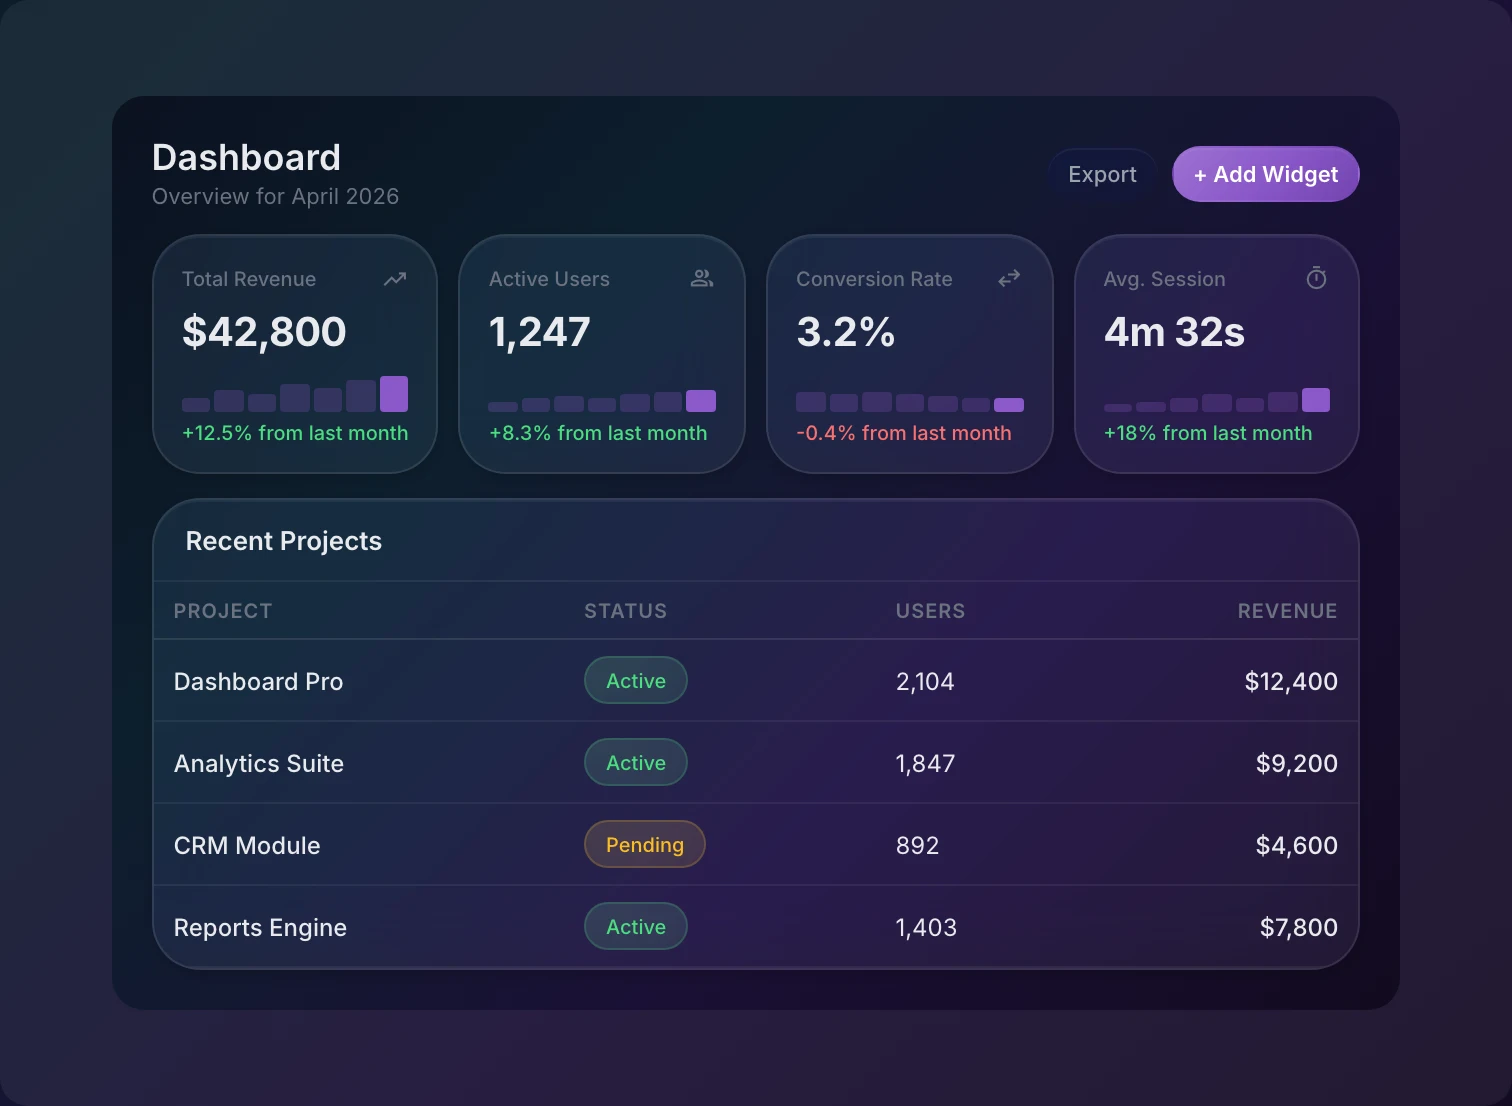 Dashboard
Overview for April 2026
Export
+ Add Widget
Total Revenue
$42,800
+12.5% from last month
Active Users
1,247
+8.3% from last month
Conversion Rate
3.2%
-0.4% from last month
Avg. Session
4m 32s
+18% from last month
Recent Projects
PROJECT STATUS USERS REVENUE
Dashboard Pro Active 2,104 $12,400
Analytics Suite Active 1,847 $9,200
CRM Module Pending 892 $4,600
Reports Engine Active 1,403 $7,800